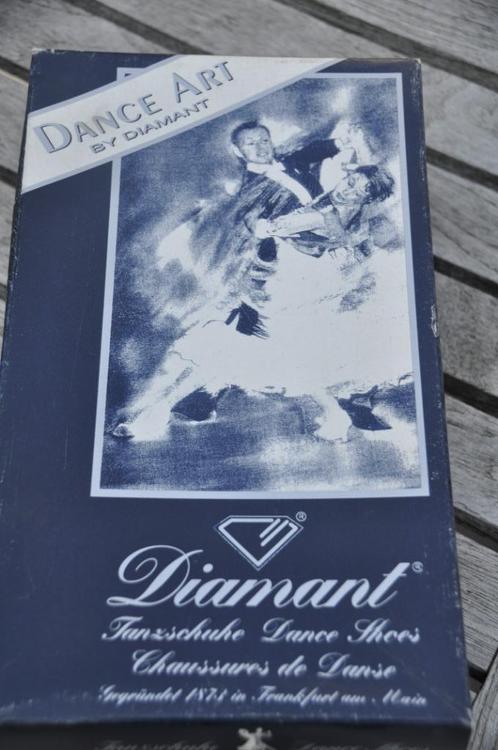 DANCE ART
BY DIAMANT
®
Diamant®
Tanzschuhe Dance Shoes
Chaussures de Danse
Gegründet 1874 in Frankfurt am Main